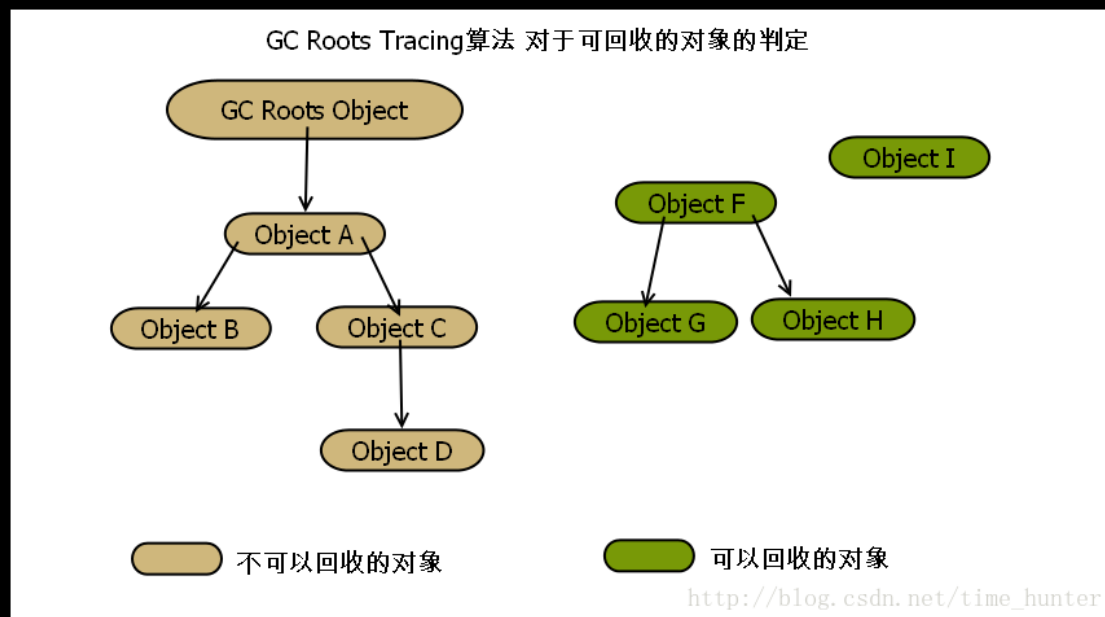 GC Roots Tracing算法 对于可回收的对象的判定
GC Roots Object
Object I
Object F
Object A
Object G
Object H
Object B
Object C
Object D
不可以回收的对象
可以回收的对象
http://blog.csdn.net/time_hunter